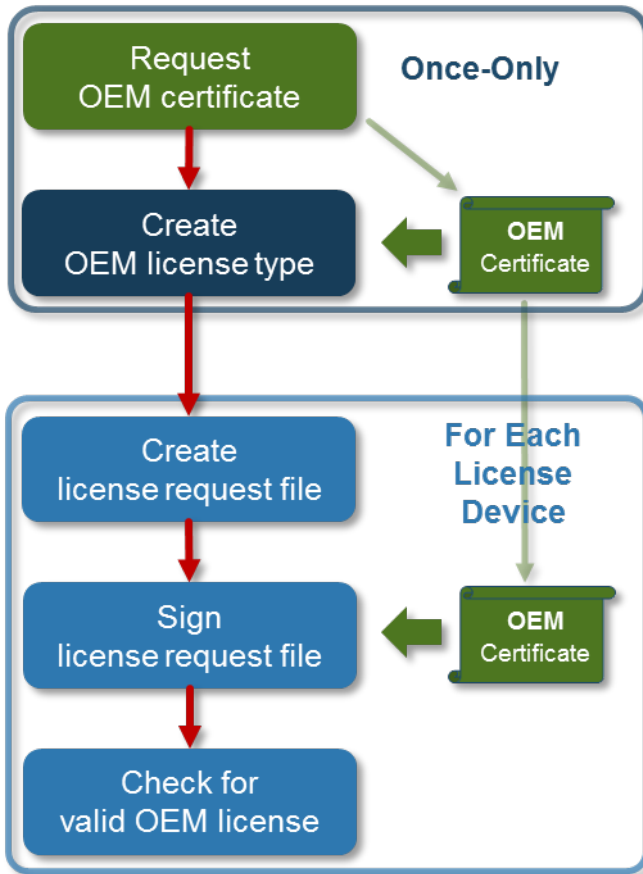 Request
OEM certificate
Once-Only
Create
OEM license type
OEM
Certificate
Create
license request file
For Each
License
Device
Sign
license request file
OEM
Certificate
Check for
valid OEM license